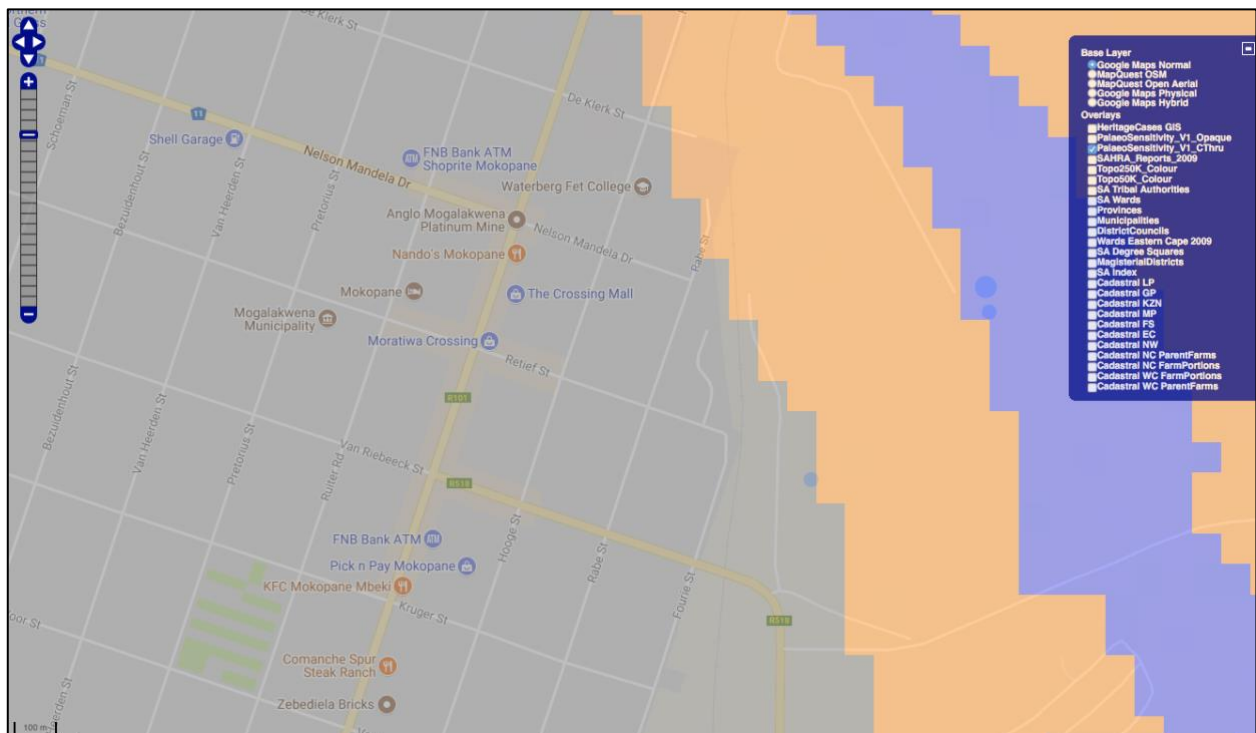 De Klerk St
De Klerk St
11
Schoeman St
Bezuidenhout St
Van Heerden St
Pretorius St
Shell Garage
Nelson Mandela Dr
FNB Bank ATM
Shoprite Mokopane
Waterberg Fet College
Anglo Mogalakwena
Platinum Mine
Nelson Mandela Dr
Rabe St
Nando's Mokopane
Mokopane
The Crossing Mall
Mogalakwena
Municipality
Moratiwa Crossing
Retief St
R101
Bezuidenhout St
Van Heerden St
Pretorius St
Ruiter Rd
Van Riebeeck St
R518
FNB Bank ATM
Hooge St
Rabe St
Fourie St
Pick n Pay Mokopane
KFC Mokopane Mbeki
Kruger St
R518
Comanche Spur
Steak Ranch
Zebediela Bricks
100 m
Base Layer
Google Maps Normal
MapQuest OSM
MapQuest Open Aerial
Google Maps Physical
Google Maps Hybrid
Overlays
HeritageCases GIS
PalaeoSensitivity_V1_Opaque
PalaeoSensitivity_V1_CThru
SAHRA_Reports_2009
Topo250K_Colour
Topo50K_Colour
SA Tribal Authorities
SA Wards
Provinces
Municipalities
DistrictCouncils
Wards Eastern Cape 2009
SA Degree Squares
MagisterialDistricts
SA Index
Cadastral LP
Cadastral GP
Cadastral KZN
Cadastral MP
Cadastral FS
Cadastral EC
Cadastral NW
Cadastral NC ParentFarms
Cadastral NC FarmPortions
Cadastral WC FarmPortions
Cadastral WC ParentFarms